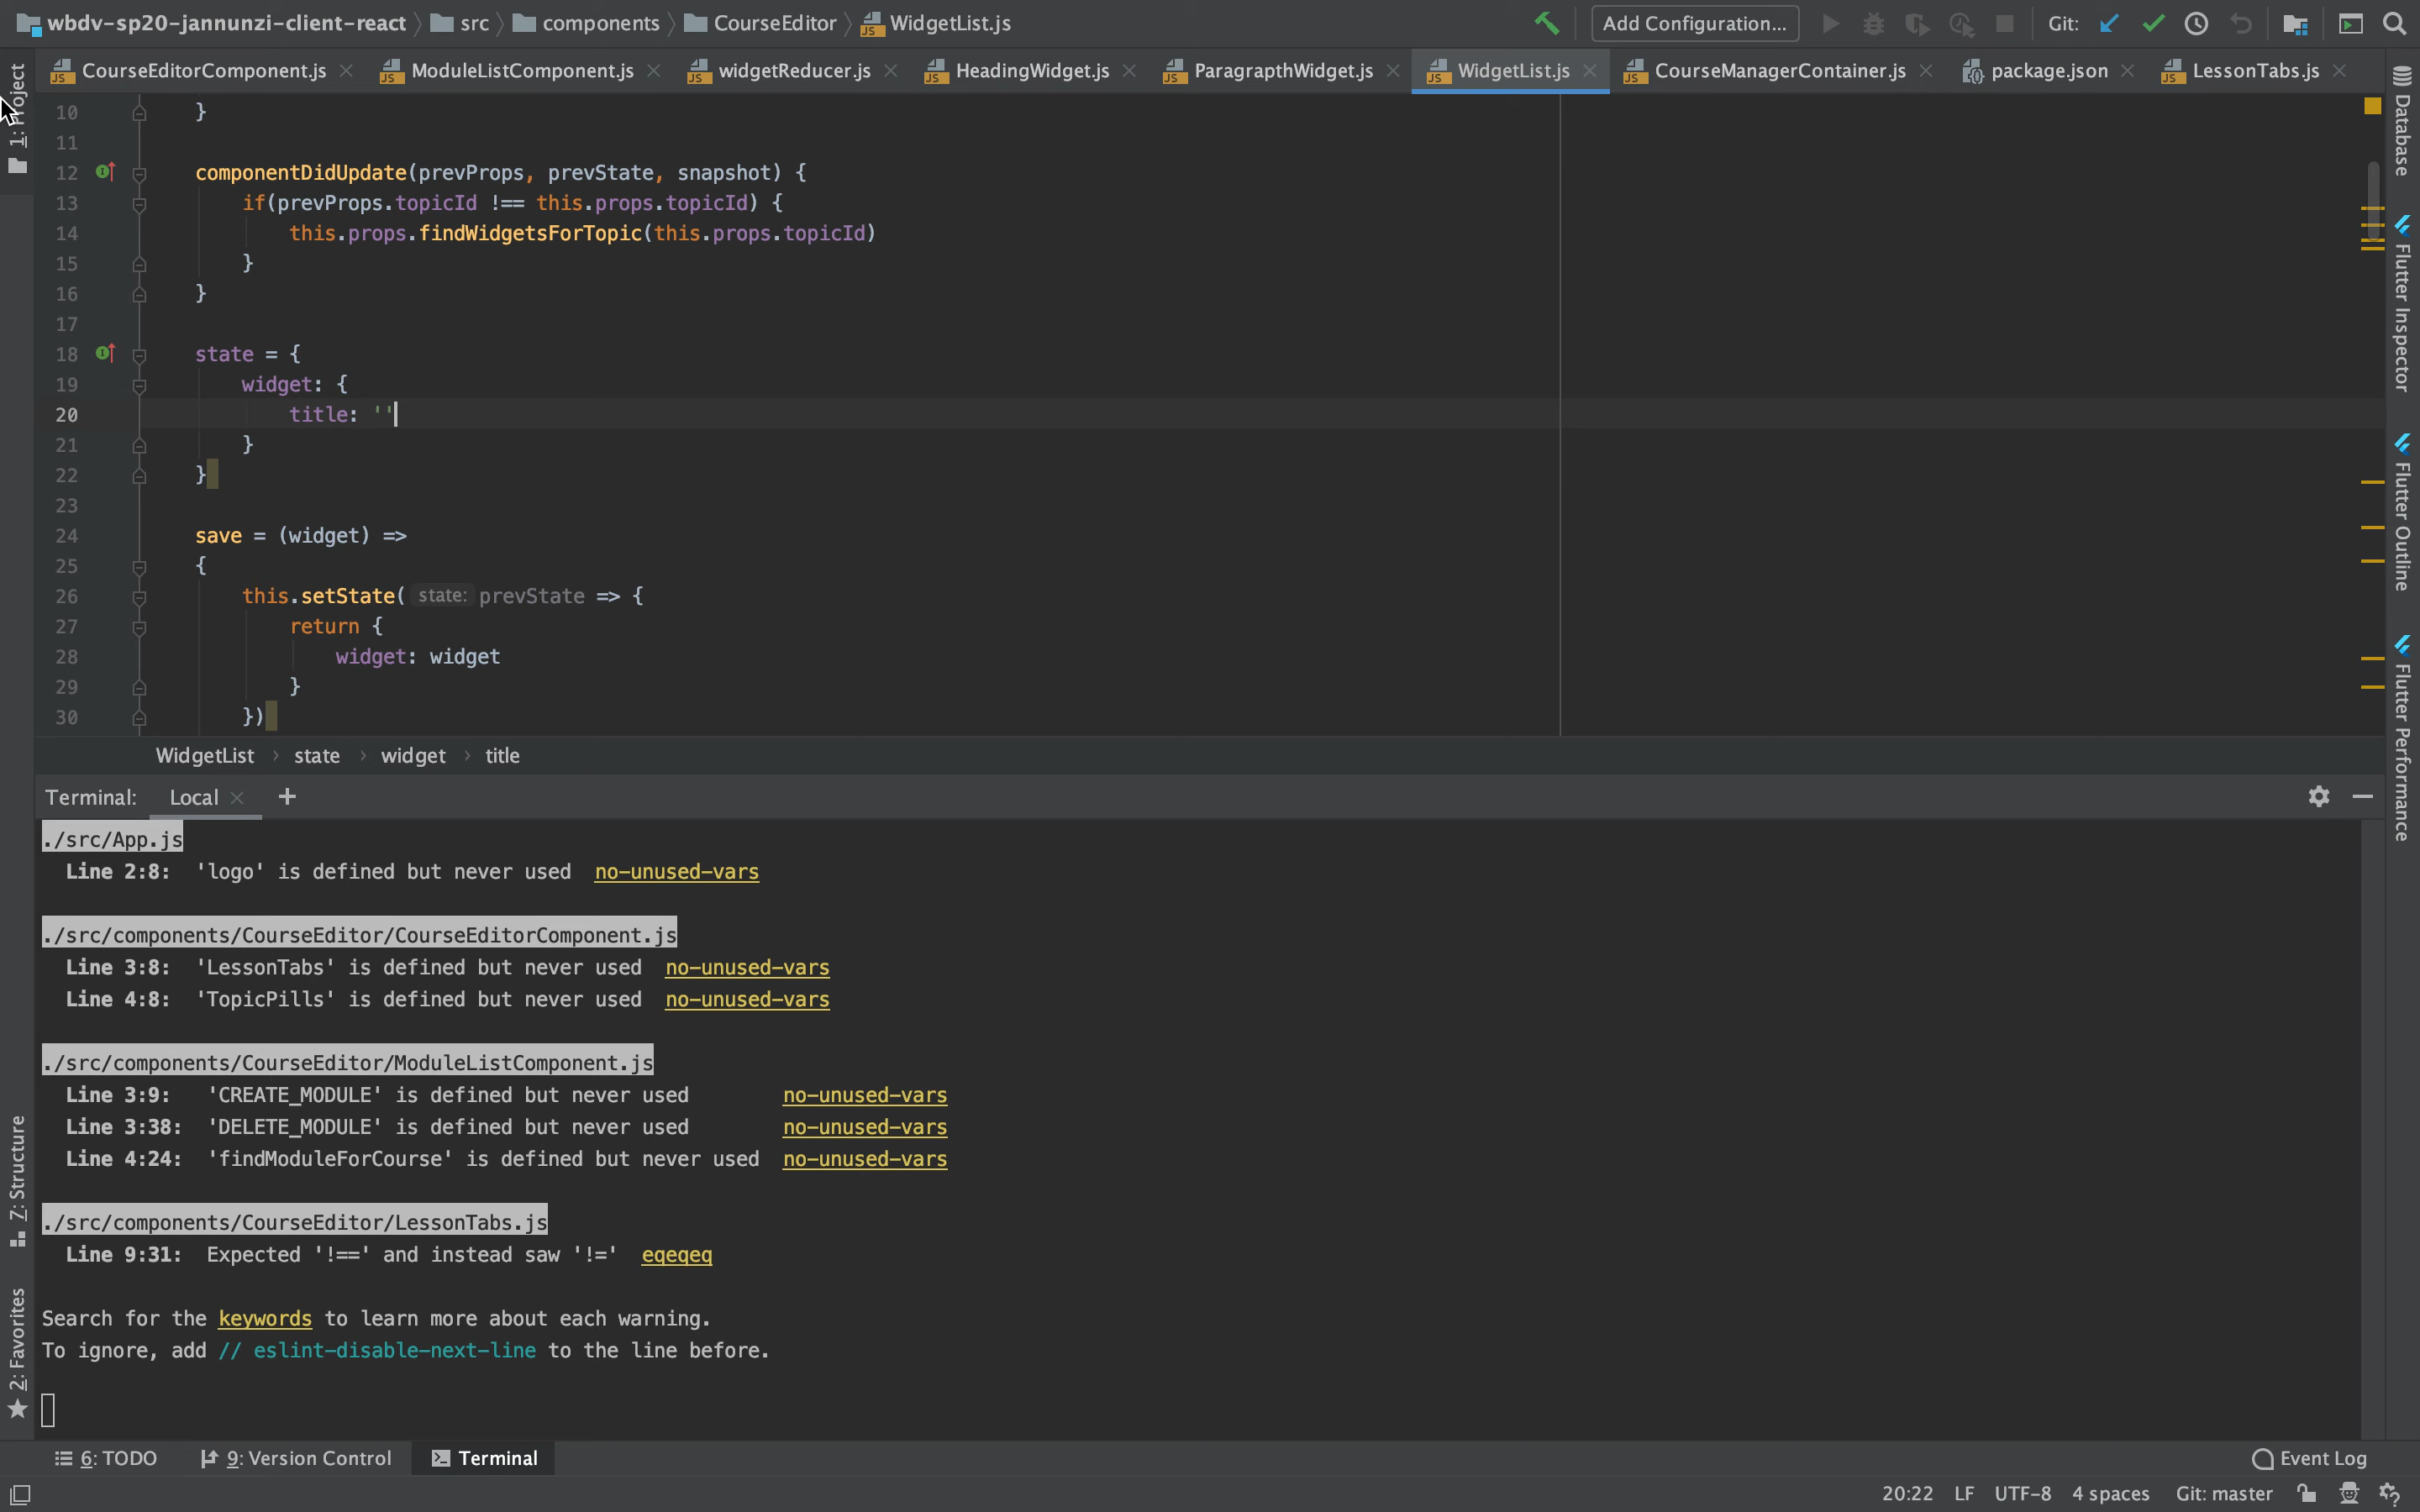 wbdv-sp20-jannunzi-client-react src components CourseEditor WidgetList.js Add Configuration... Git:
CourseEditorComponent.js ModuleListComponent.js widgetReducer.js HeadingWidget.js ParagrapthWidget.js WidgetList.js CourseManagerContainer.js package.json LessonTabs.js
1: Project
10 }
11
12 componentDidUpdate(prevProps, prevState, snapshot) {
13 if(prevProps.topicId !== this.props.topicId) {
14 this.props.findWidgetsForTopic(this.props.topicId)
15 }
16 }
17
18 state = {
19 widget: {
20 title: ''
21 }
22 }
23
24 save = (widget) =>
25 {
26 this.setState( state: prevState => {
27 return {
28 widget: widget
29 }
30 })
WidgetList › state › widget › title
Database
Flutter Inspector
Flutter Outline
Flutter Performance
Terminal: Local +
./src/App.js
Line 2:8: 'logo' is defined but never used no-unused-vars
./src/components/CourseEditor/CourseEditorComponent.js
Line 3:8: 'LessonTabs' is defined but never used no-unused-vars
Line 4:8: 'TopicPills' is defined but never used no-unused-vars
./src/components/CourseEditor/ModuleListComponent.js
Line 3:9: 'CREATE_MODULE' is defined but never used no-unused-vars
Line 3:38: 'DELETE_MODULE' is defined but never used no-unused-vars
Line 4:24: 'findModuleForCourse' is defined but never used no-unused-vars
./src/components/CourseEditor/LessonTabs.js
Line 9:31: Expected '!==' and instead saw '!=' eqeqeq
Search for the keywords to learn more about each warning.
To ignore, add // eslint-disable-next-line to the line before.
7: Structure
2: Favorites
6: TODO 9: Version Control Terminal Event Log
20:22 LF UTF-8 4 spaces Git: master